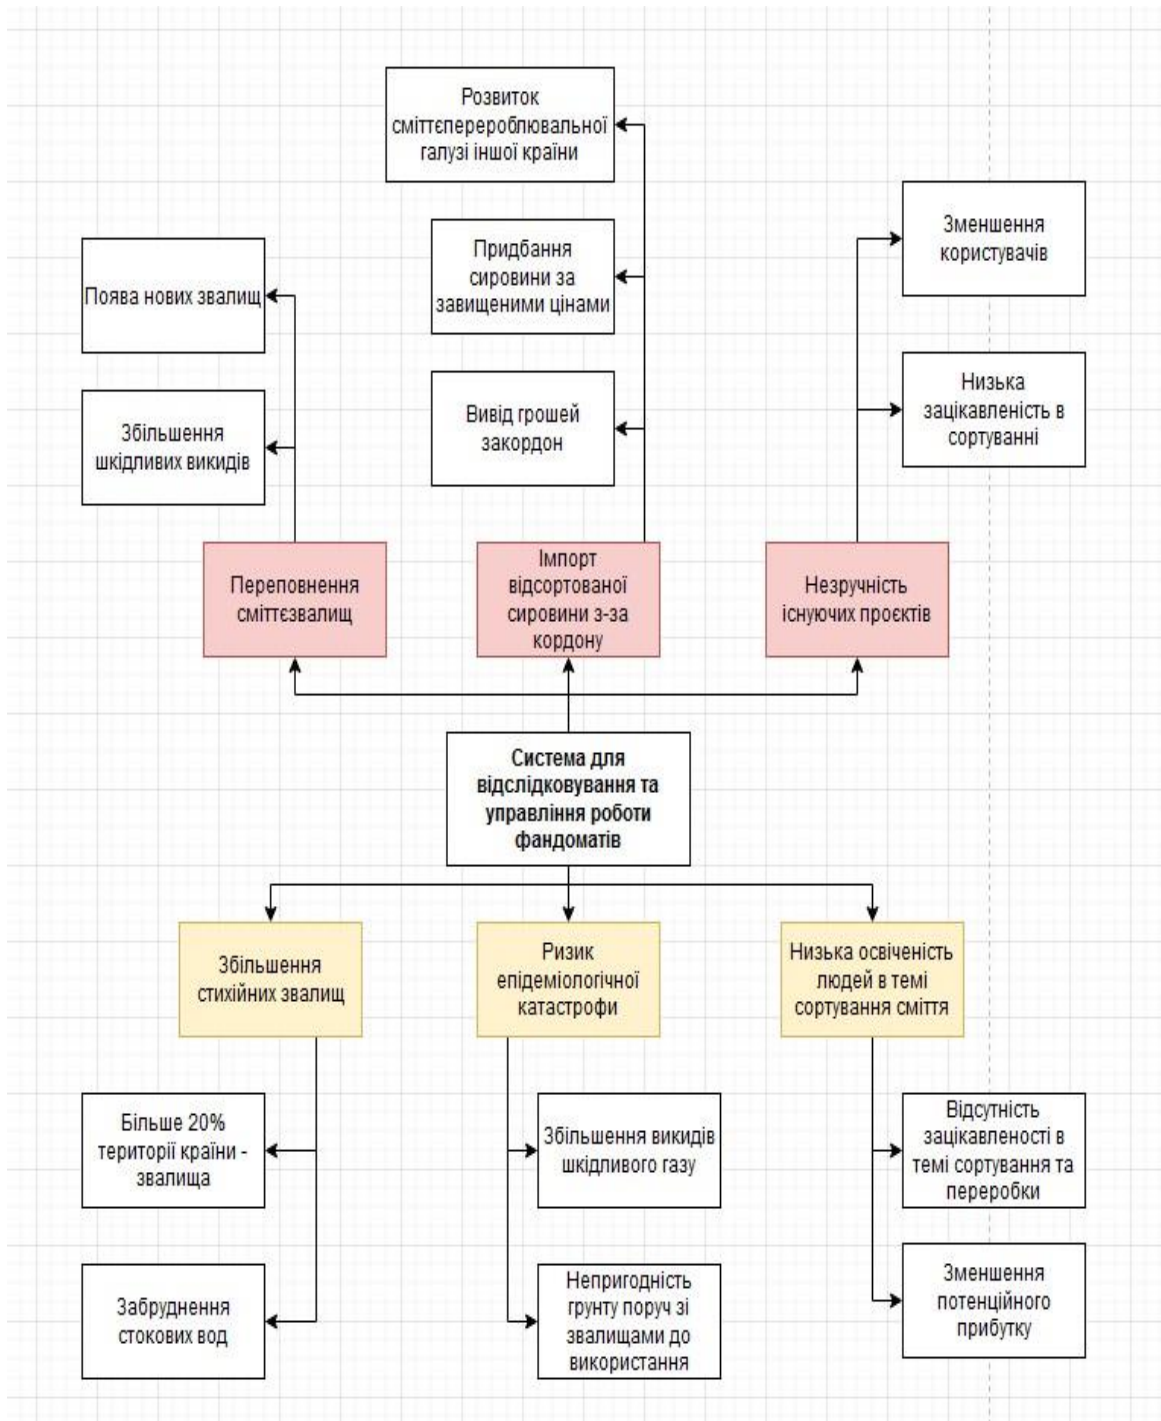 Розвиток
сміттєперероблювальної
галузі іншої країни
Зменшення
користувачів
Придбання
сировини за
завищеними цінами
Поява нових звалищ
Низька
зацікавленість в
сортуванні
Вивід грошей
закордон
Збільшення
шкідливих викидів
Переповнення
сміттєзвалищ
Імпорт
відсортованої
сировини з-за
кордону
Незручність
існуючих проєктів
Система для
відслідковування та
управління роботи
фандоматів
Збільшення
стихійних звалищ
Ризик
епідеміологічної
катастрофи
Низька освіченість
людей в темі
сортування сміття
Більше 20%
території країни -
звалища
Збільшення викидів
шкідливого газу
Відсутність
зацікавленості в
темі сортування та
переробки
Забруднення
стокових вод
Непригодність
грунту поруч зі
звалищами до
використання
Зменшення
потенційного
прибутку